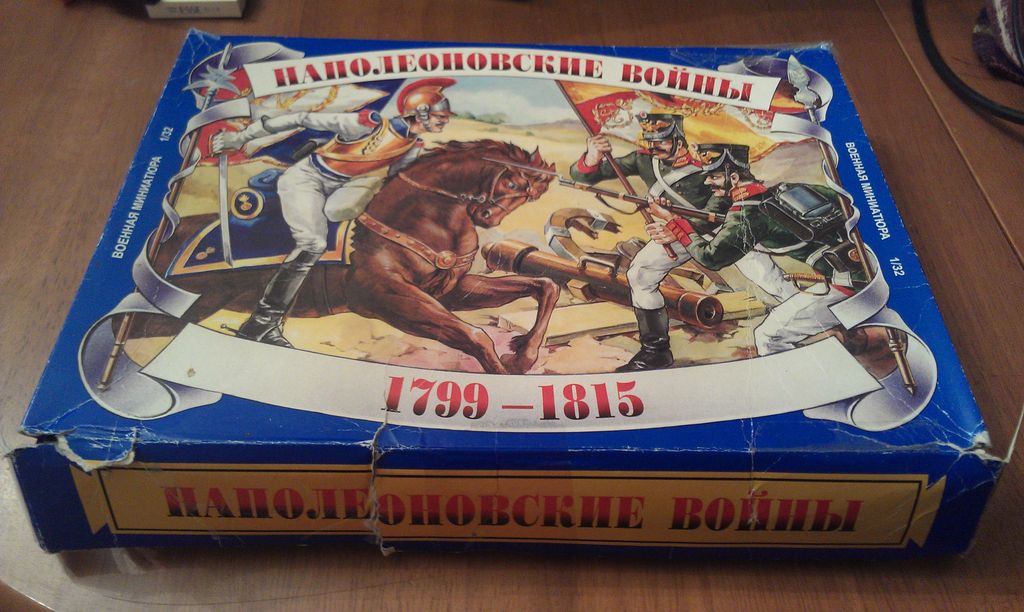 НАПОЛЕОНОВСКИЕ ВОЙНЫ
ВОЕННАЯ МИНИАТЮРА 1/32
ВОЕННАЯ МИНИАТЮРА 1/32
1799 – 1815
НАПОЛЕОНОВСКИЕ ВОЙНЫ